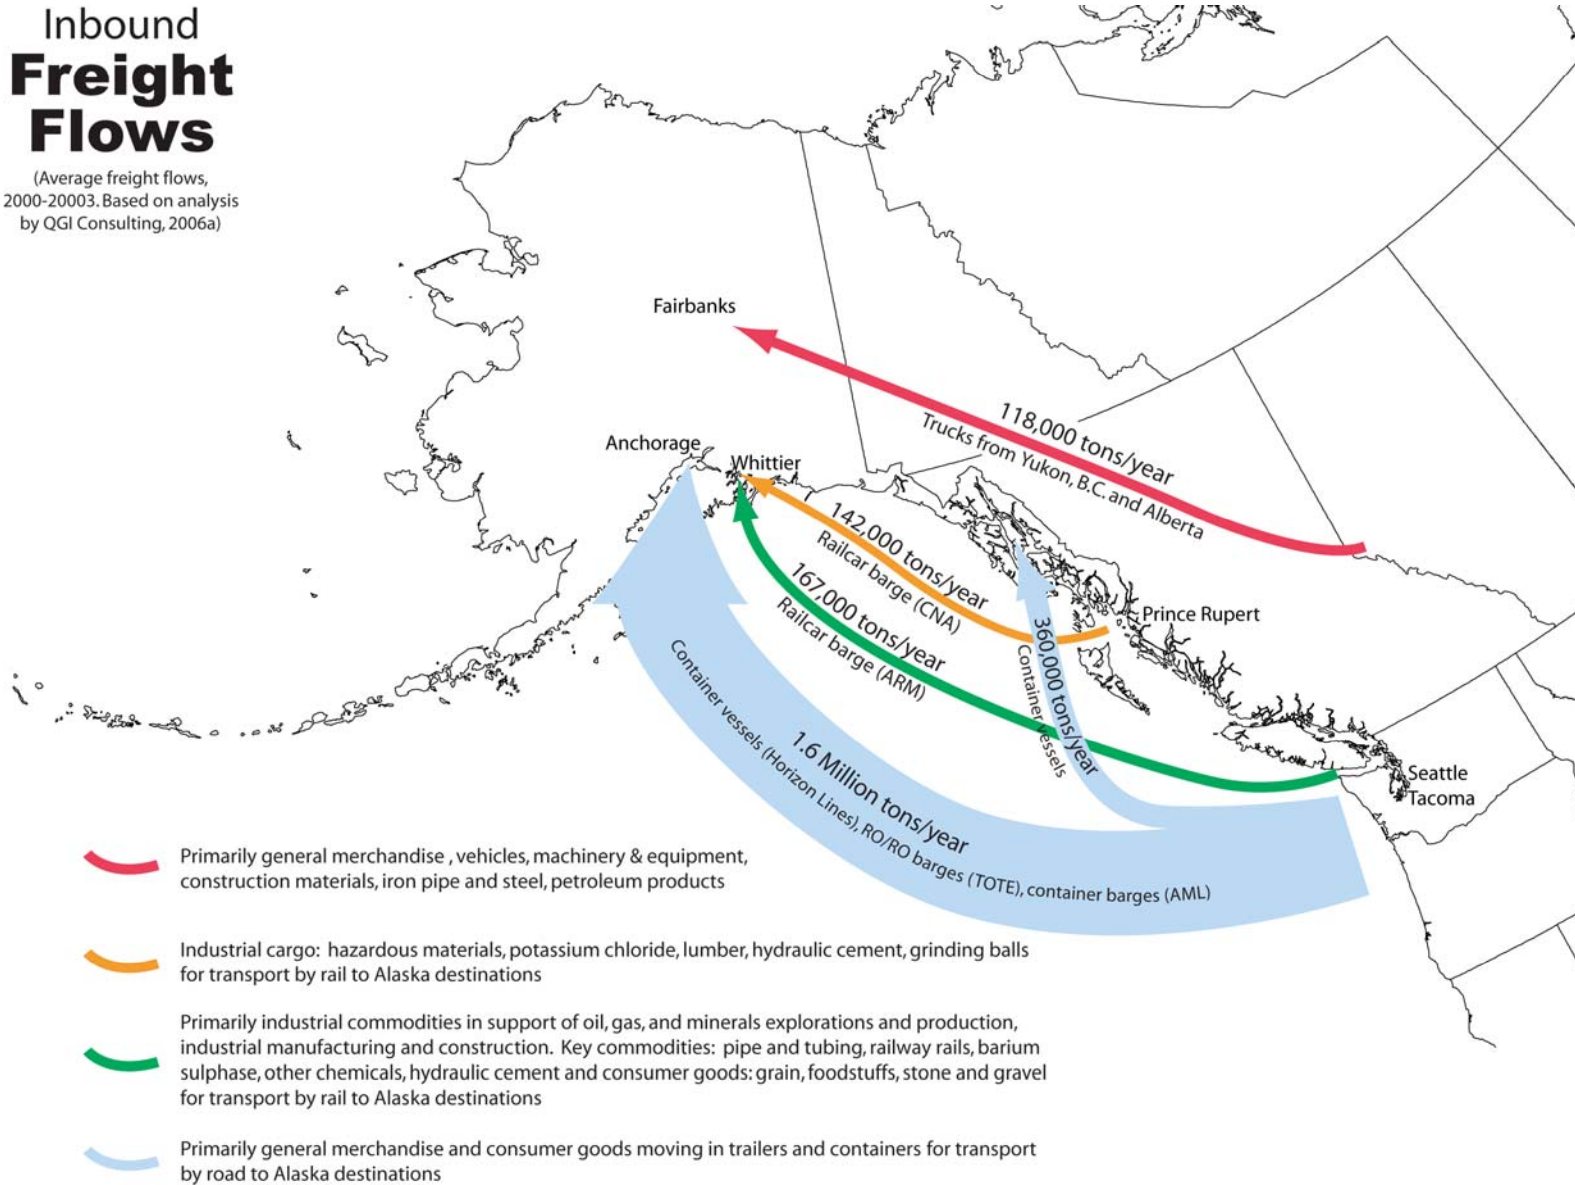 Inbound
Freight
Flows
(Average freight flows,
2000-20003. Based on analysis
by QGI Consulting, 2006a)
Fairbanks
118,000 tons/year
Trucks from Yukon, B.C. and Alberta
Anchorage
Whittier
142,000 tons/year
Railcar barge (CNA)
167,000 tons/year
Railcar barge (ARM)
Prince Rupert
360,000 tons/year
Container vessels
1.6 Million tons/year
Container vessels (Horizon Lines), RO/RO barges (TOTE), container barges (AML)
Seattle
Tacoma
Primarily general merchandise , vehicles, machinery & equipment,
construction materials, iron pipe and steel, petroleum products
Industrial cargo: hazardous materials, potassium chloride, lumber, hydraulic cement, grinding balls
for transport by rail to Alaska destinations
Primarily industrial commodities in support of oil, gas, and minerals explorations and production,
industrial manufacturing and construction. Key commodities: pipe and tubing, railway rails, barium
sulphase, other chemicals, hydraulic cement and consumer goods: grain, foodstuffs, stone and gravel
for transport by rail to Alaska destinations
Primarily general merchandise and consumer goods moving in trailers and containers for transport
by road to Alaska destinations